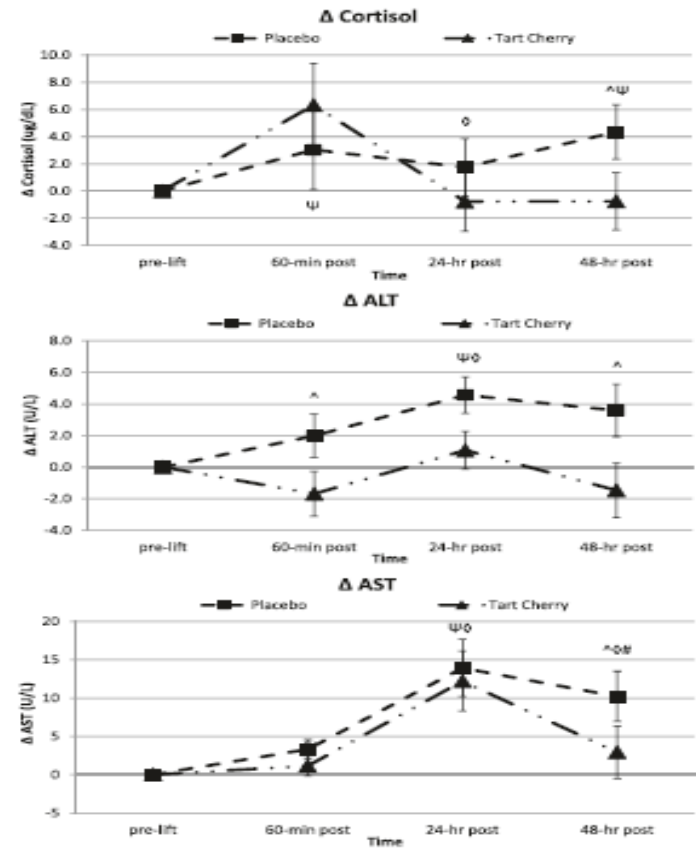 Δ Cortisol
Placebo
Tart Cherry
Δ Cortisol (ug/dL)
10.0
8.0
6.0
4.0
2.0
0.0
-2.0
-4.0
^Ψ
◊
Ψ
pre-lift 60-min post 24-hr post 48-hr post
Time
Δ ALT
Placebo
Tart Cherry
Δ ALT (U/L)
8.0
6.0
4.0
2.0
0.0
-2.0
-4.0
^
Ψ◊
^
pre-lift 60-min post 24-hr post 48-hr post
Time
Δ AST
Placebo
Tart Cherry
Δ AST (U/L)
20
15
10
5
0
-5
Ψ◊
^◊#
pre-lift 60-min post 24-hr post 48-hr post
Time